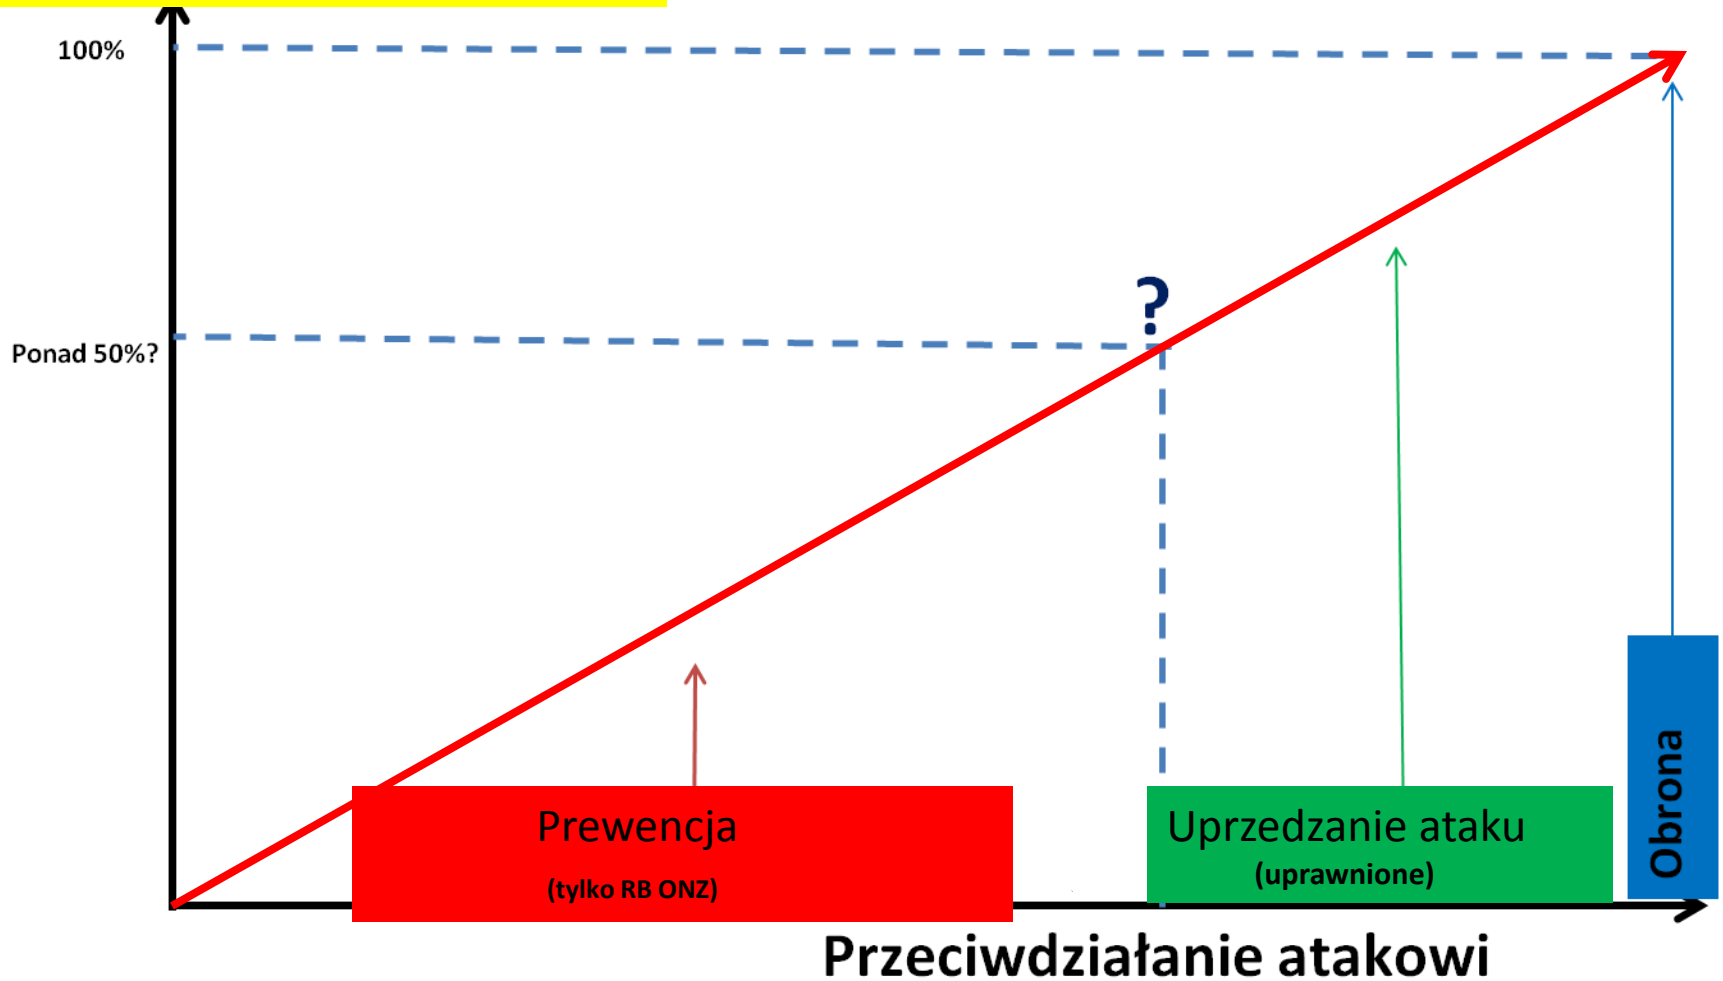 100%
?
Ponad 50%?
Prewencja
(tylko RB ONZ)
Uprzedzanie ataku
(uprawnione)
Obrona
Przeciwdziałanie atakowi